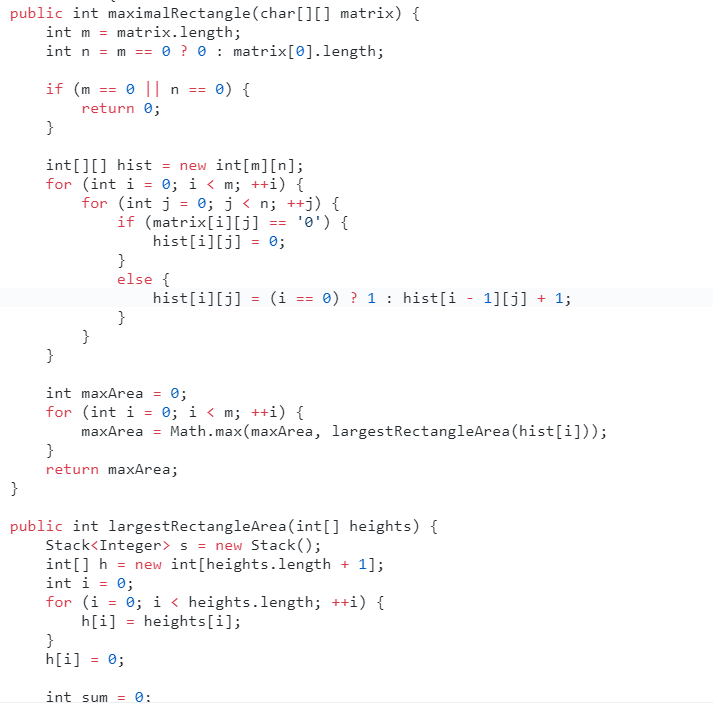 public int maximalRectangle(char[][] matrix) {
    int m = matrix.length;
    int n = m == 0 ? 0 : matrix[0].length;

    if (m == 0 || n == 0) {
        return 0;
    }

    int[][] hist = new int[m][n];
    for (int i = 0; i < m; ++i) {
        for (int j = 0; j < n; ++j) {
            if (matrix[i][j] == '0') {
                hist[i][j] = 0;
            }
            else {
                hist[i][j] = (i == 0) ? 1 : hist[i - 1][j] + 1;
            }
        }
    }

    int maxArea = 0;
    for (int i = 0; i < m; ++i) {
        maxArea = Math.max(maxArea, largestRectangleArea(hist[i]));
    }
    return maxArea;
}

public int largestRectangleArea(int[] heights) {
    Stack<Integer> s = new Stack();
    int[] h = new int[heights.length + 1];
    int i = 0;
    for (i = 0; i < heights.length; ++i) {
        h[i] = heights[i];
    }
    h[i] = 0;

    int sum = 0;